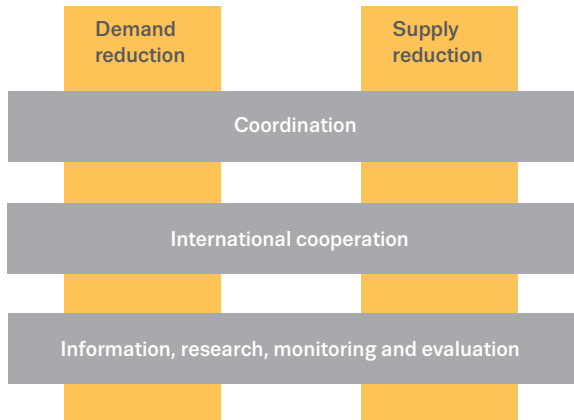 Demand
reduction
Supply
reduction
Coordination
International cooperation
Information, research, monitoring and evaluation